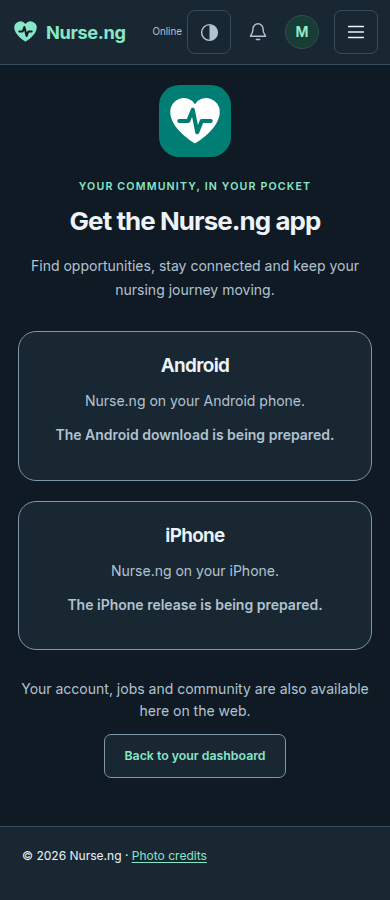 Nurse.ng
Online
M
YOUR COMMUNITY, IN YOUR POCKET
Get the Nurse.ng app
Find opportunities, stay connected and keep your
nursing journey moving.
Android
Nurse.ng on your Android phone.
The Android download is being prepared.
iPhone
Nurse.ng on your iPhone.
The iPhone release is being prepared.
Your account, jobs and community are also available
here on the web.
Back to your dashboard
© 2026 Nurse.ng · Photo credits